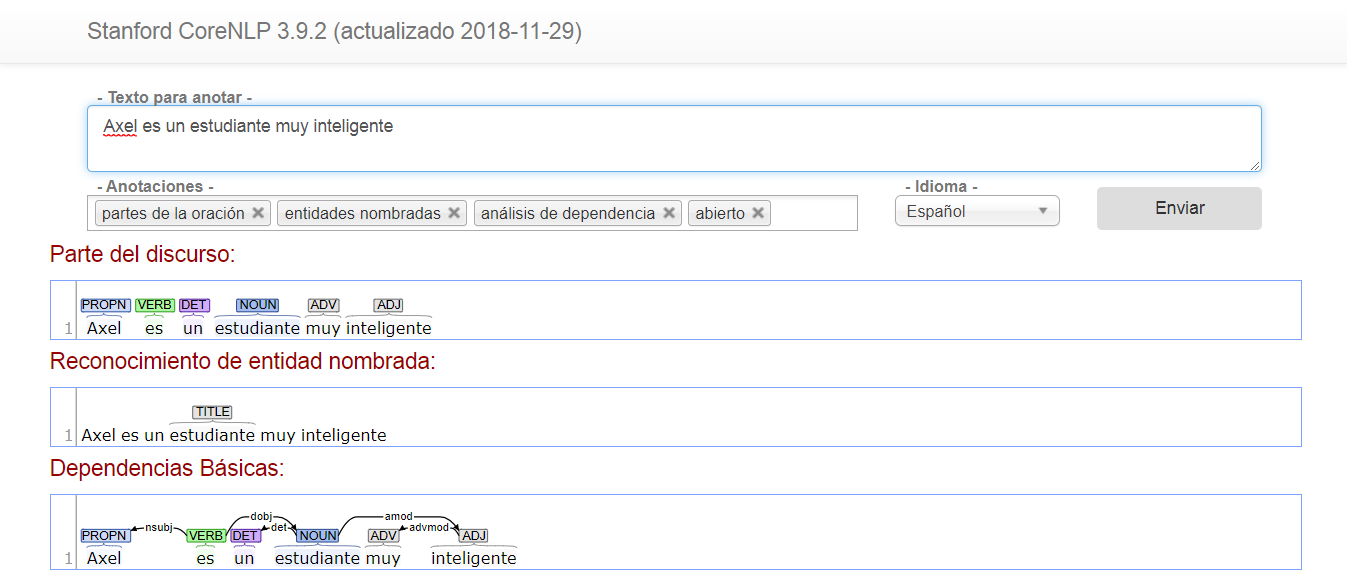 Stanford CoreNLP 3.9.2 (actualizado 2018-11-29)
- Texto para anotar -
Axel es un estudiante muy inteligente
- Anotaciones -
- Idioma -
partes de la oración × entidades nombradas × análisis de dependencia × abierto ×
Español
Enviar
Parte del discurso:
PROPN VERB DET NOUN ADV ADJ
1 Axel es un estudiante muy inteligente
Reconocimiento de entidad nombrada:
TITLE
1 Axel es un estudiante muy inteligente
Dependencias Básicas:
dobj amod
nsubj det advmod
PROPN VERB DET NOUN ADV ADJ
1 Axel es un estudiante muy inteligente